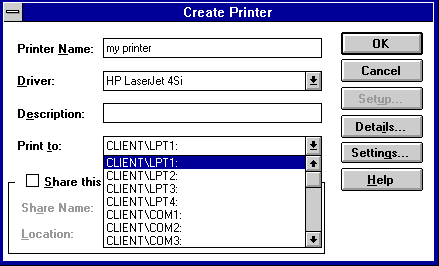 Create Printer
Printer Name: my printer
OK
Driver: HP LaserJet 4Si
Cancel
Setup...
Description:
Details...
Print to: CLIENT\LPT1:
Settings...
CLIENT\LPT1:
Share this
CLIENT\LPT2:
Help
CLIENT\LPT3:
CLIENT\LPT4:
Share Name:
CLIENT\COM1:
CLIENT\COM2:
Location:
CLIENT\COM3: